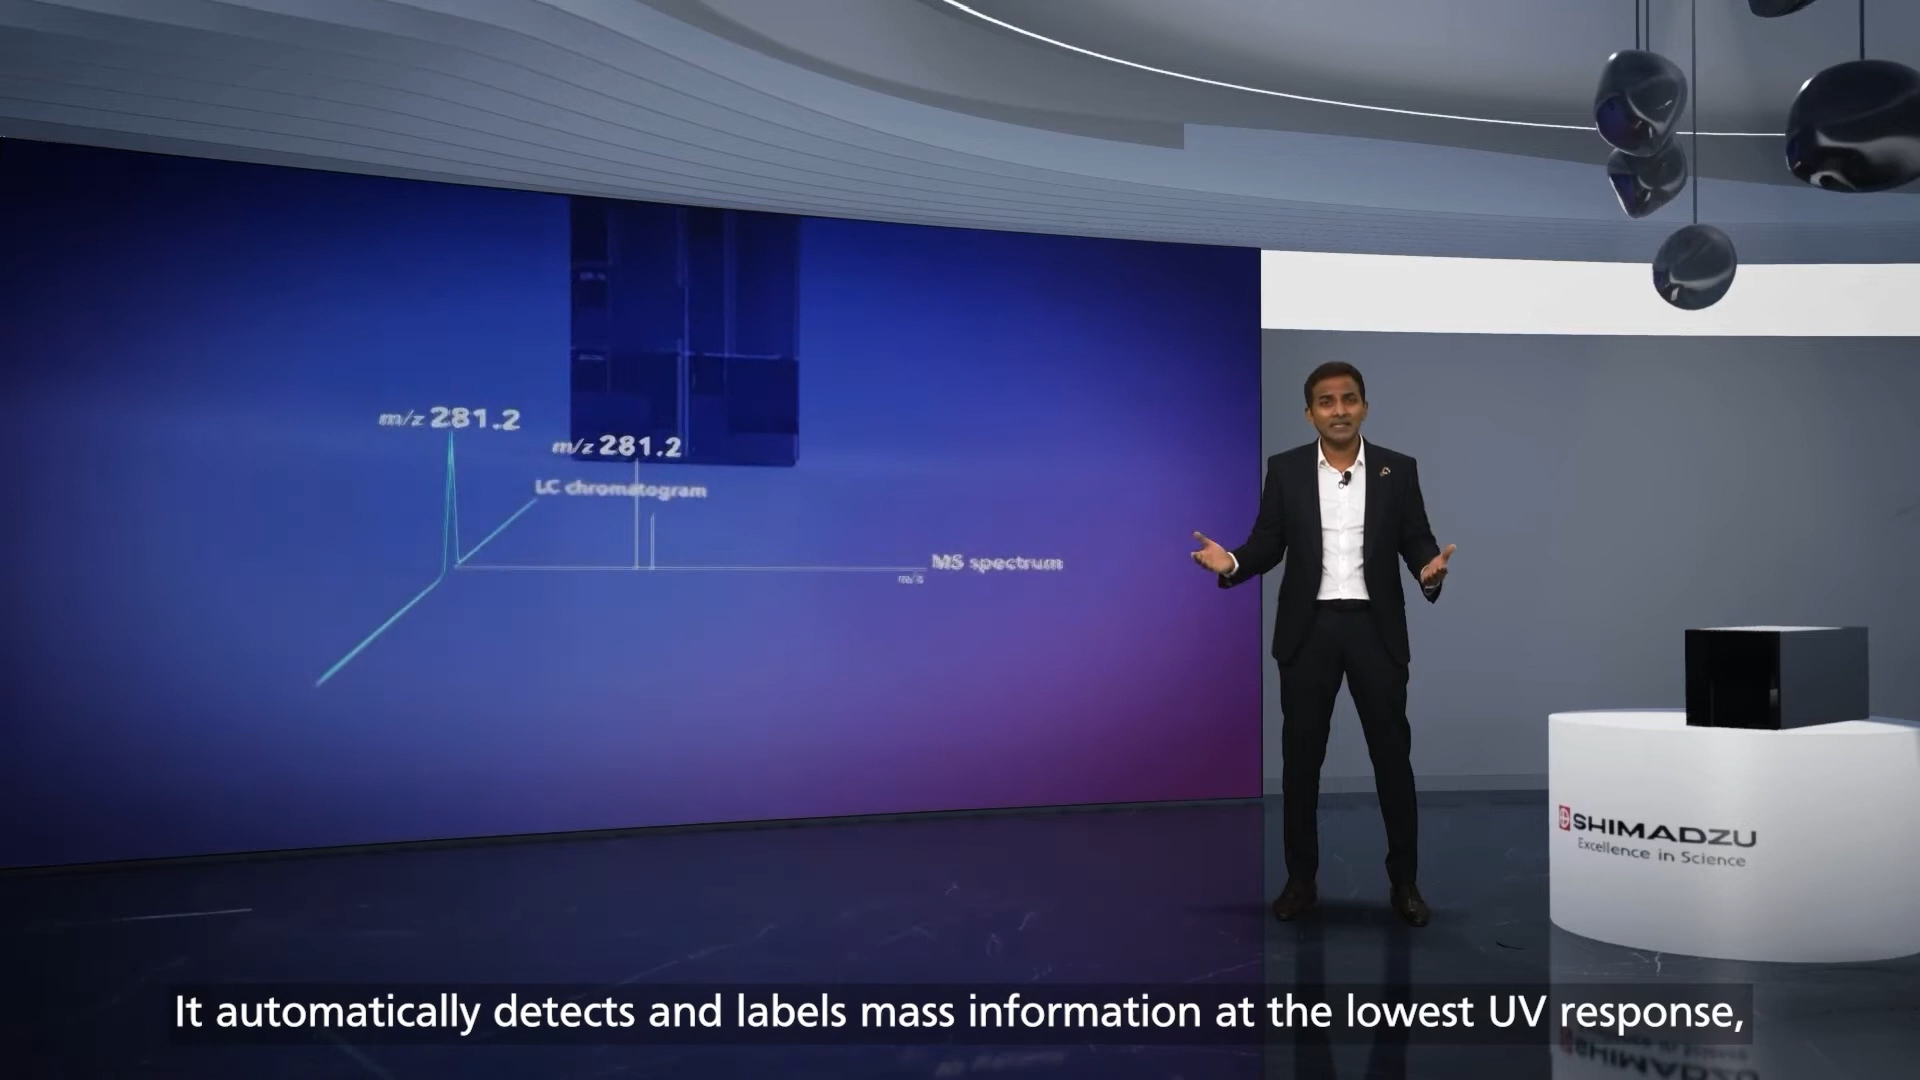 m/z 281.2
m/z 281.2
LC chromatogram
MS spectrum
SHIMADZU
Excellence in Science
It automatically detects and labels mass information at the lowest UV response,
SHIMADZU